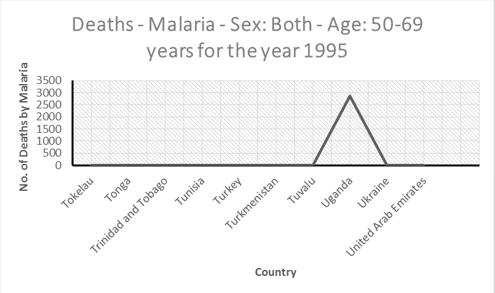 Deaths - Malaria - Sex: Both - Age: 50-69
years for the year 1995
No. of Deaths by Malaria
3500
3000
2500
2000
1500
1000
500
0
Tokelau
Tonga
Trinidad and Tobago
Tunisia
Turkey
Turkmenistan
Tuvalu
Uganda
Ukraine
United Arab Emirates
Country